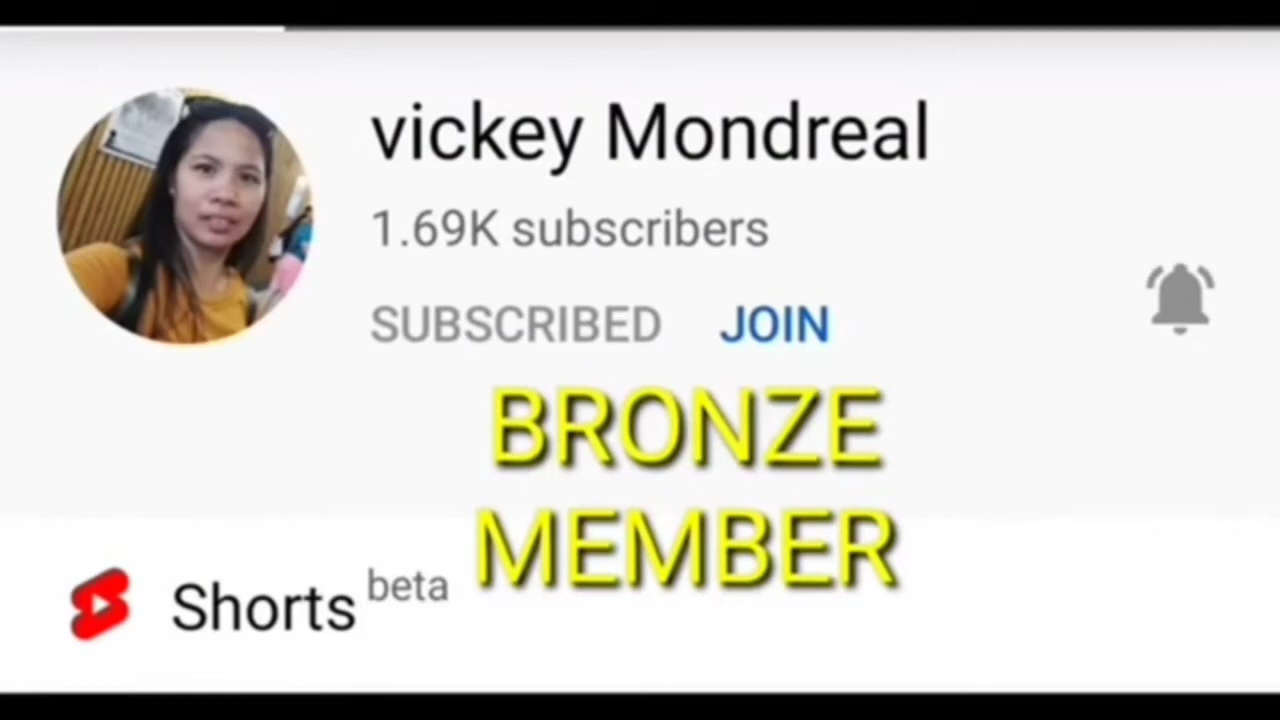 vickey Mondreal
1.69K subscribers
SUBSCRIBED JOIN
BRONZE
MEMBER
Shorts beta